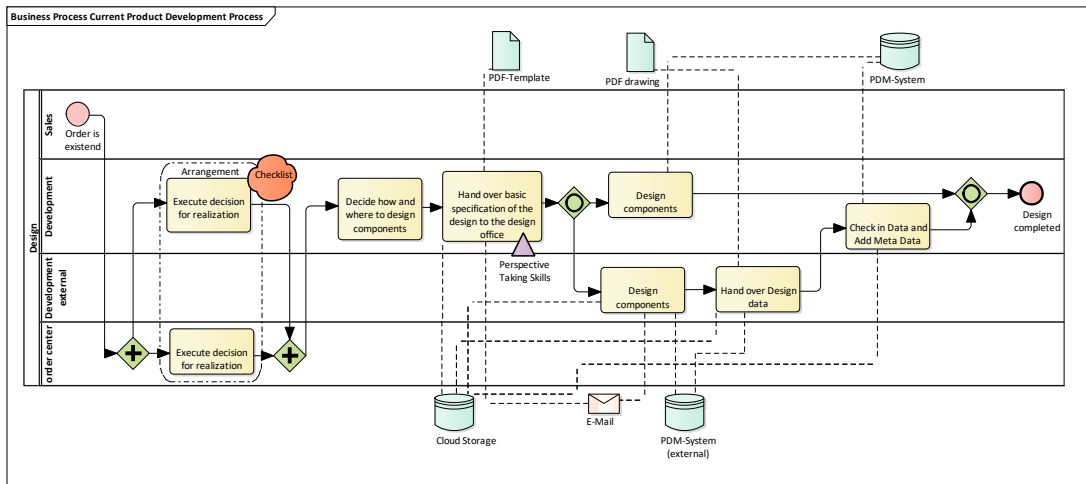 Business Process Current Product Development Process
PDF-Template
PDF drawing
PDM-System
Design
Sales
Order is
existend
Development
Arrangement
Checklist
Execute decision
for realization
Decide how and
where to design
components
Hand over basic
specification of the
design to the design
office
Perspective
Taking Skills
Design
components
Check in Data and
Add Meta Data
Design
completed
Development
external
Design
components
Hand over Design
data
order center
Execute decision
for realization
Cloud Storage
E-Mail
PDM-System
(external)